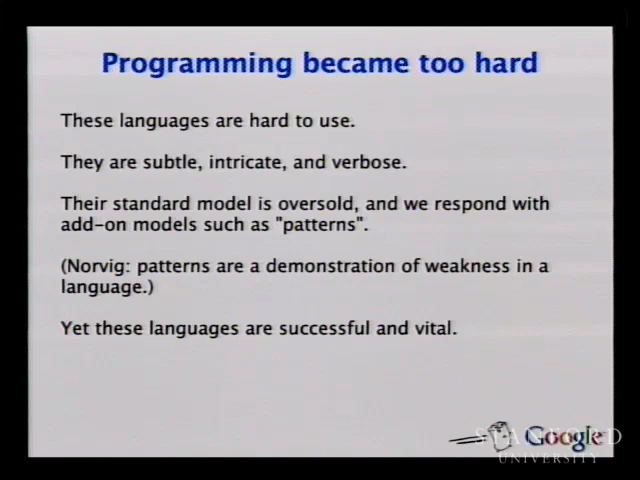 Programming became too hard
These languages are hard to use.
They are subtle, intricate, and verbose.
Their standard model is oversold, and we respond with
add-on models such as "patterns".
(Norvig: patterns are a demonstration of weakness in a
language.)
Yet these languages are successful and vital.
Google
STANFORD
UNIVERSITY